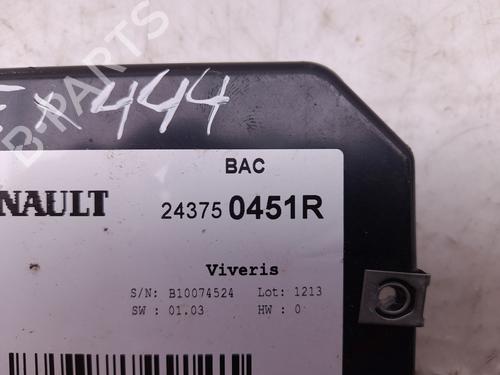 B-PARTS
x 444
BAC
NAULT 24375 0451R
Viveris
S/N: B10074524 Lot: 1213
SW : 01.03 HW : 0